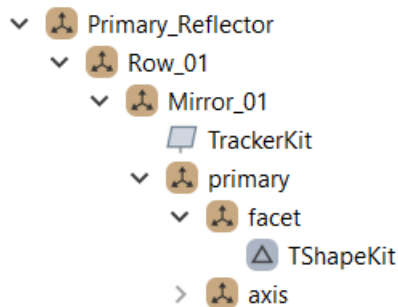 Primary_Reflector
Row_01
Mirror_01
TrackerKit
primary
facet
TShapeKit
axis